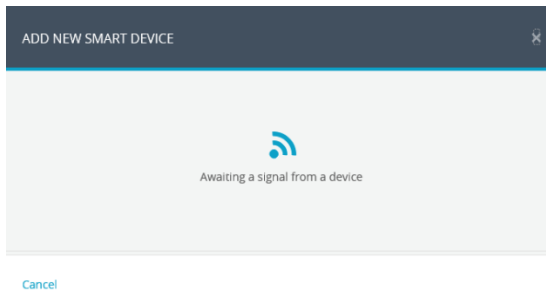 ADD NEW SMART DEVICE
Awaiting a signal from a device
Cancel